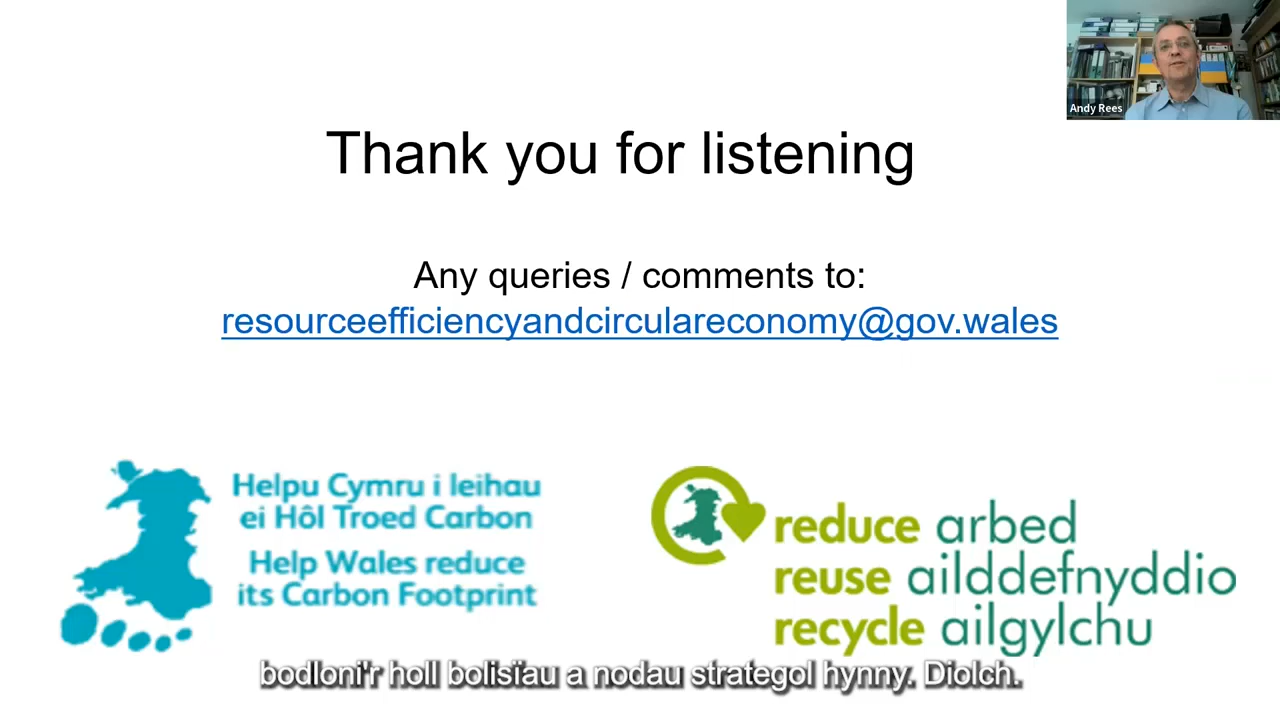 Andy Rees
Thank you for listening
Any queries / comments to:
resourceefficiencyandcirculareconomy@gov.wales
Helpu Cymru i leihau
ei Hôl Troed Carbon
Help Wales reduce
its Carbon Footprint
reduce arbed
reuse ailddefnyddio
recycle ailgylchu
bodloni'r holl bolisïau a nodau strategol hynny. Diolch.